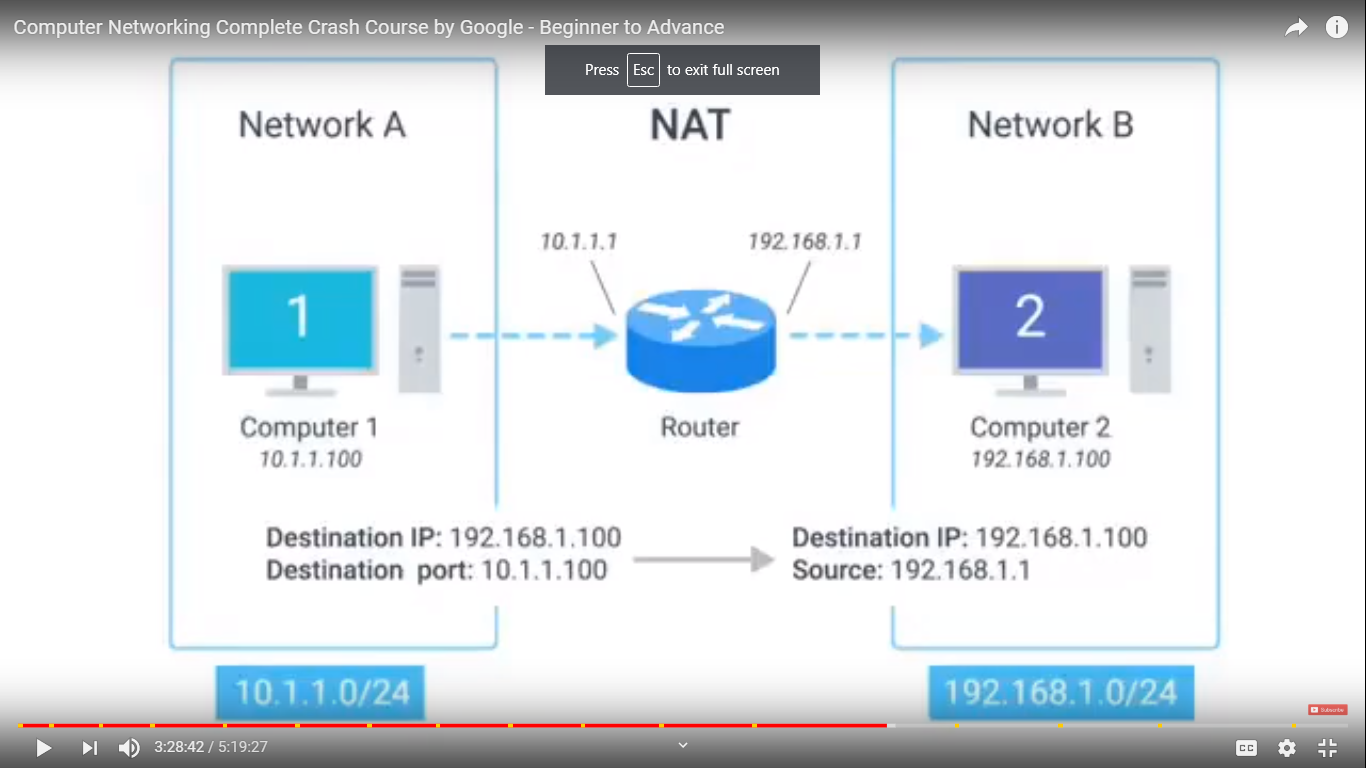 Computer Networking Complete Crash Course by Google - Beginner to Advance
Press Esc to exit full screen
Network A
NAT
Network B
10.1.1.1
192.168.1.1
1
2
Computer 1
10.1.1.100
Router
Computer 2
192.168.1.100
Destination IP: 192.168.1.100
Destination port: 10.1.1.100
Destination IP: 192.168.1.100
Source: 192.168.1.1
10.1.1.0/24
192.168.1.0/24
Subscribe
3:28:42 / 5:19:27
CC